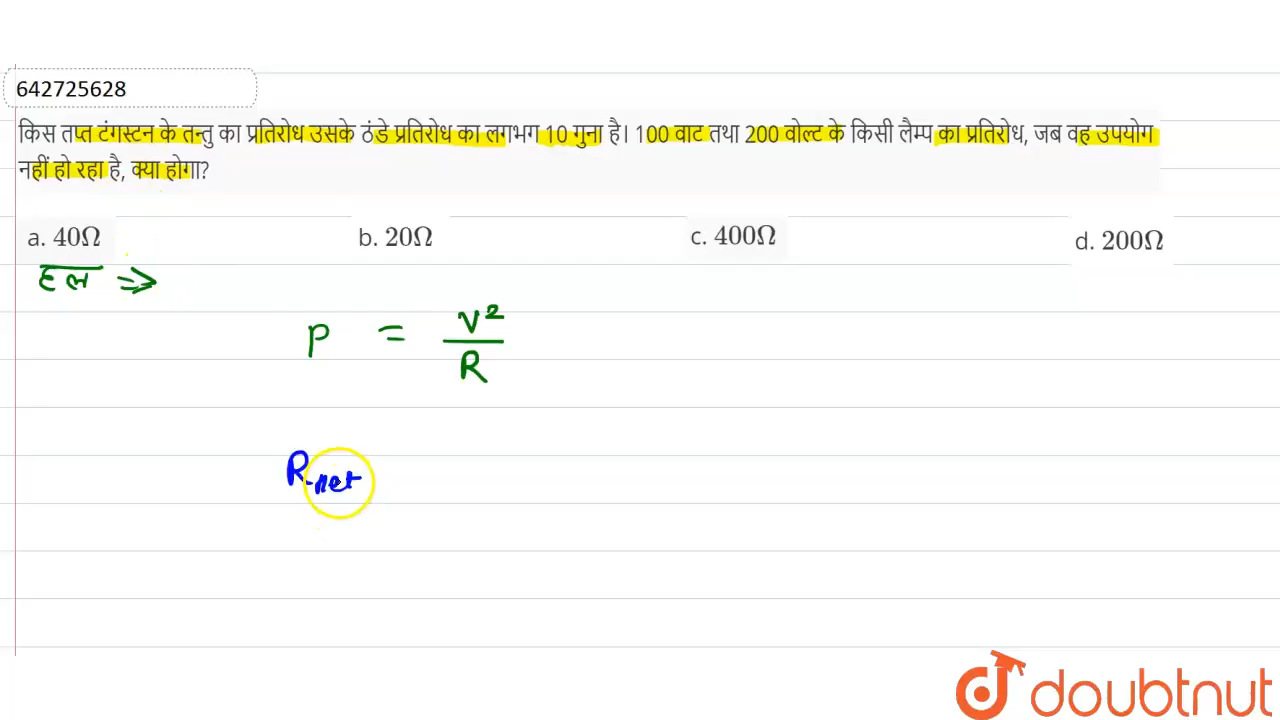 642725628
किस तप्त टंगस्टन के तन्तु का प्रतिरोध उसके ठंडे प्रतिरोध का लगभग 10 गुना है। 100 वाट तथा 200 वोल्ट के किसी लैम्प का प्रतिरोध, जब वह उपयोग
नहीं हो रहा है, क्या होगा?
a. 40Ω b. 20Ω c. 400Ω d. 200Ω
हल ⇒
P = V²/R
R net
doubtnut